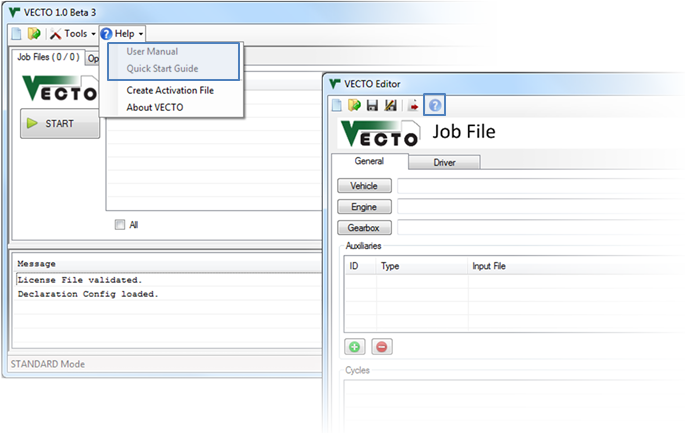 VECTO 1.0 Beta 3
Tools Help
Job Files ( 0 / 0 ) Op
User Manual
Quick Start Guide
Create Activation File
About VECTO
VECTO
START
All
Message
License File validated.
Declaration Config loaded.
STANDARD Mode
VECTO Editor
VECTO Job File
General Driver
Vehicle
Engine
Gearbox
Auxiliaries
ID Type Input File
Cycles